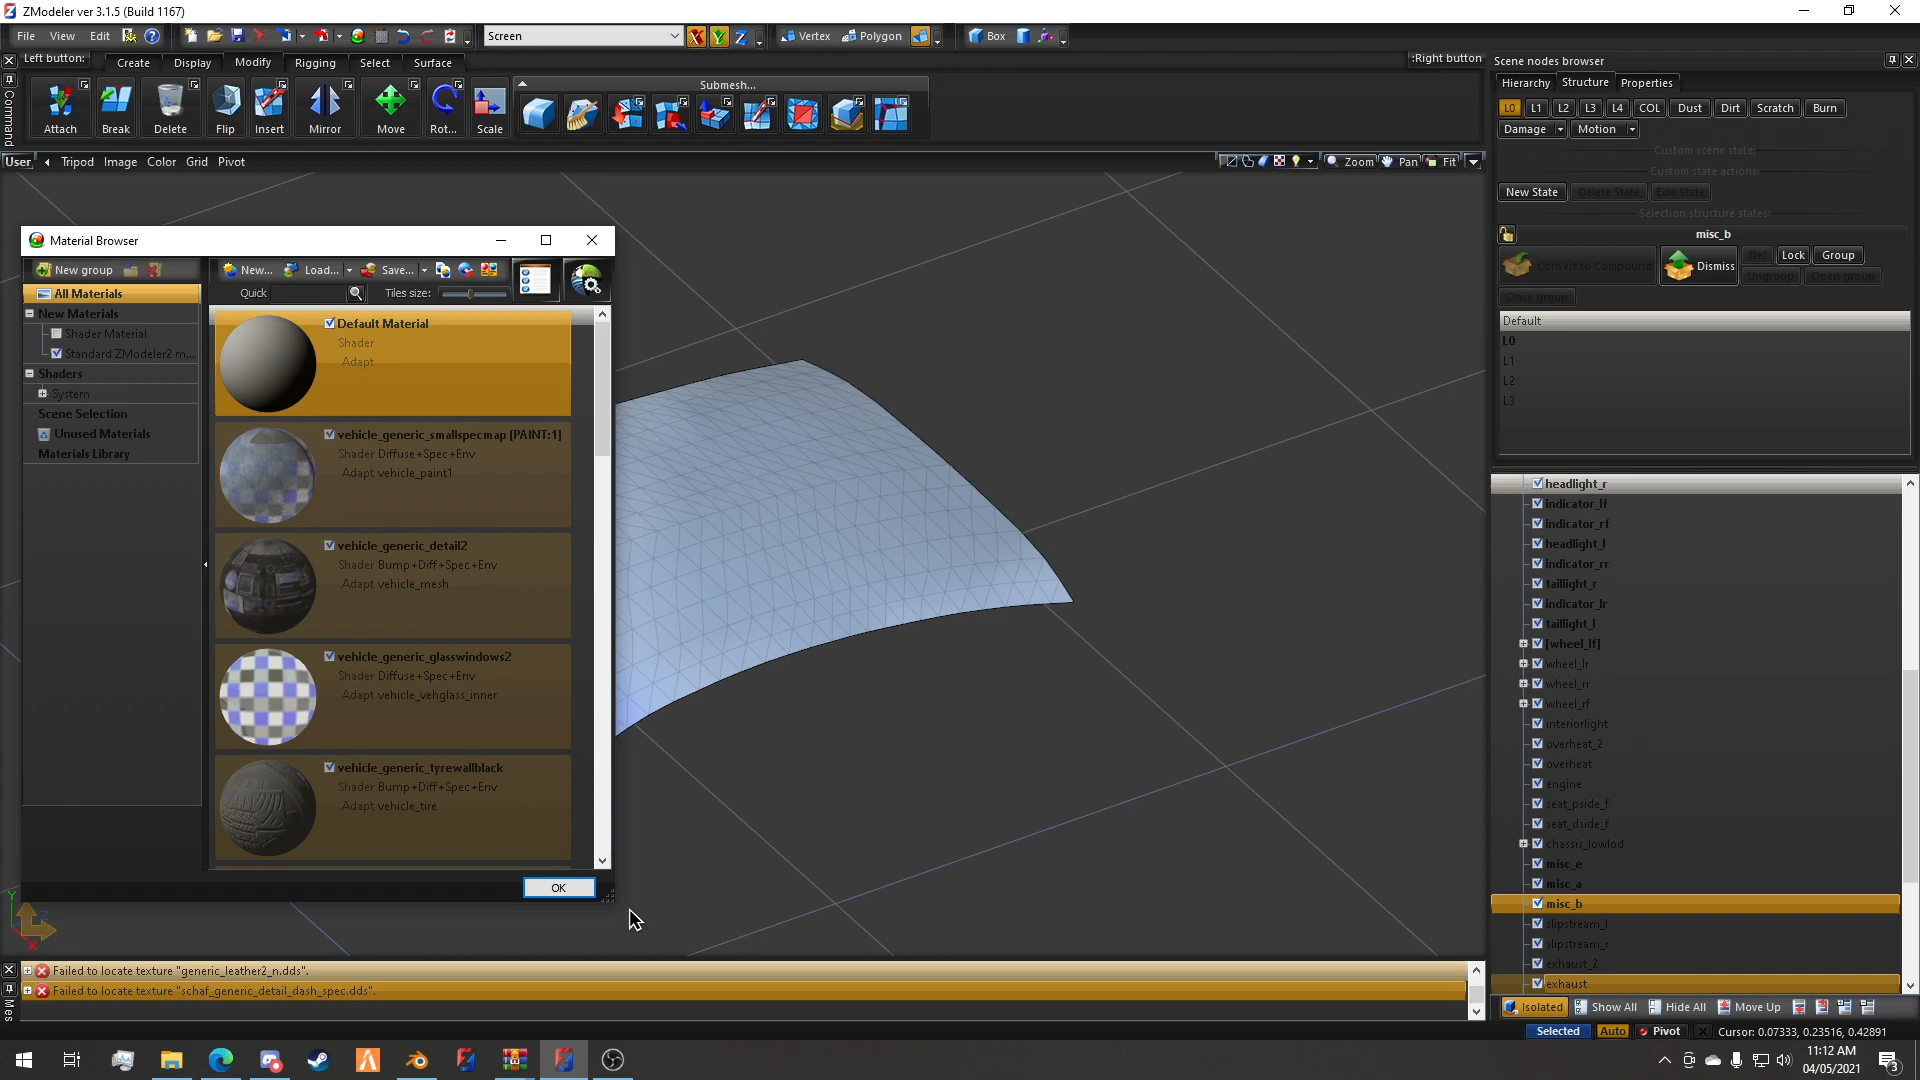 ZModeler ver 3.1.5 (Build 1167)
File View Edit Screen X Y Z Vertex Polygon Box
Left button: Create Display Modify Rigging Select Surface :Right button
Command
Attach Break Delete Flip Insert Mirror Move Rot... Scale
Submesh...
User Tripod Image Color Grid Pivot Zoom Pan Fit
Material Browser
New group New... Load... Save...
Quick Tiles size:
All Materials
New Materials
Shader Material
Standard ZModeler2 m...
Shaders
System
Scene Selection
Unused Materials
Materials Library
Default Material
Shader
Adapt
vehicle_generic_smallspecmap [PAINT:1]
Shader Diffuse+Spec+Env
Adapt vehicle_paint1
vehicle_generic_detail2
Shader Bump+Diff+Spec+Env
Adapt vehicle_mesh
vehicle_generic_glasswindows2
Shader Diffuse+Spec+Env
Adapt vehicle_vehglass_inner
vehicle_generic_tyrewallblack
Shader Bump+Diff+Spec+Env
Adapt vehicle_tire
OK
Scene nodes browser
Hierarchy Structure Properties
L0 L1 L2 L3 L4 COL Dust Dirt Scratch Burn
Damage Motion
Custom scene state:
Custom state actions:
New State Delete State Edit State
Selection structure states:
misc_b
Convert to Compound Dismiss Del Lock Group
Ungroup Open group
Close group
Default
L0
L1
L2
L3
headlight_r
indicator_lf
indicator_rf
headlight_l
indicator_rr
taillight_r
indicator_lr
taillight_l
[wheel_lf]
wheel_lr
wheel_rr
wheel_rf
interiorlight
overheat_2
overheat
engine
seat_pside_f
seat_dside_f
chassis_lowlod
misc_e
misc_a
misc_b
slipstream_l
slipstream_r
exhaust_2
exhaust
Isolated Show All Hide All Move Up
Y Z X
Mes
Failed to locate texture "generic_leather2_n.dds".
Failed to locate texture "schaf_generic_detail_dash_spec.dds".
Selected Auto Pivot Cursor: 0.07333, 0.23516, 0.42891
11:12 AM
04/05/2021
3